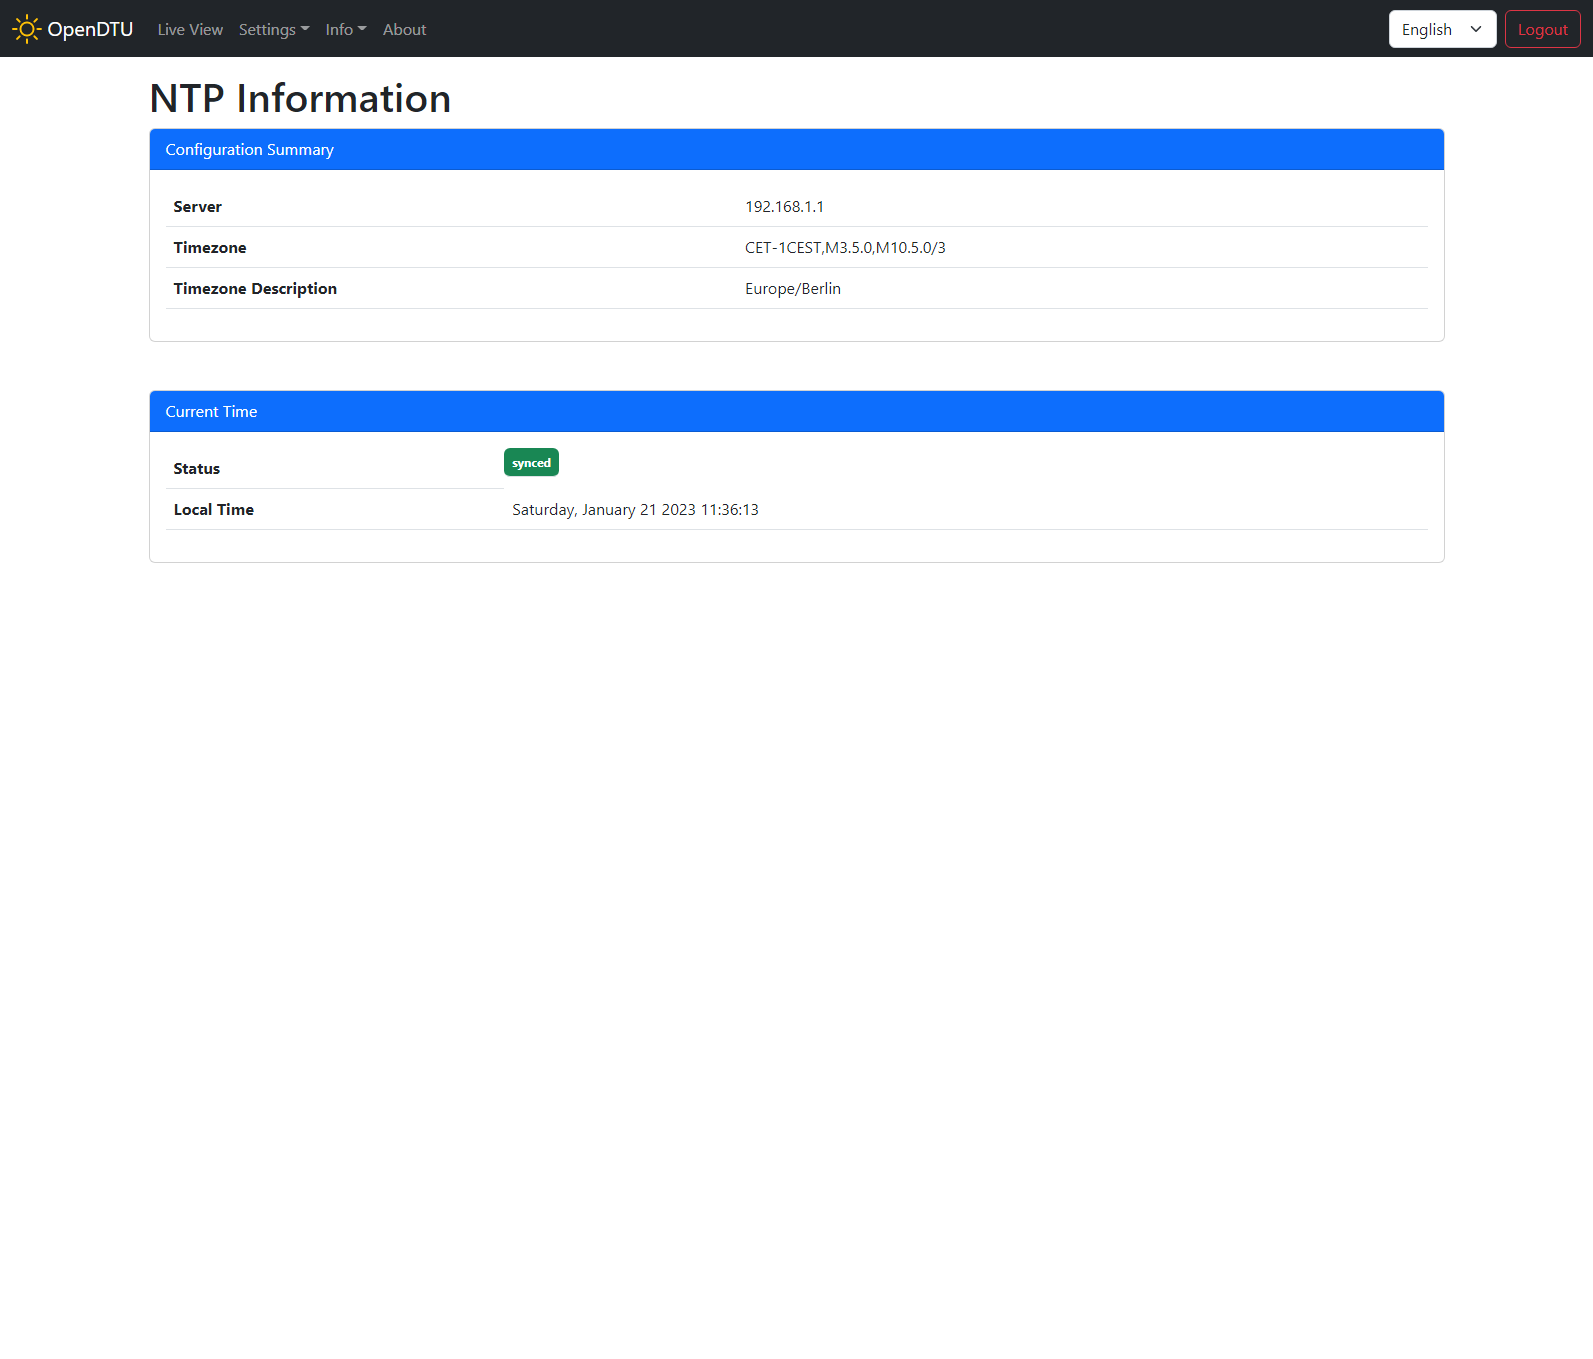 OpenDTU Live View Settings Info About English Logout
NTP Information
Configuration Summary
Server 192.168.1.1
Timezone CET-1CEST,M3.5.0,M10.5.0/3
Timezone Description Europe/Berlin
Current Time
Status synced
Local Time Saturday, January 21 2023 11:36:13